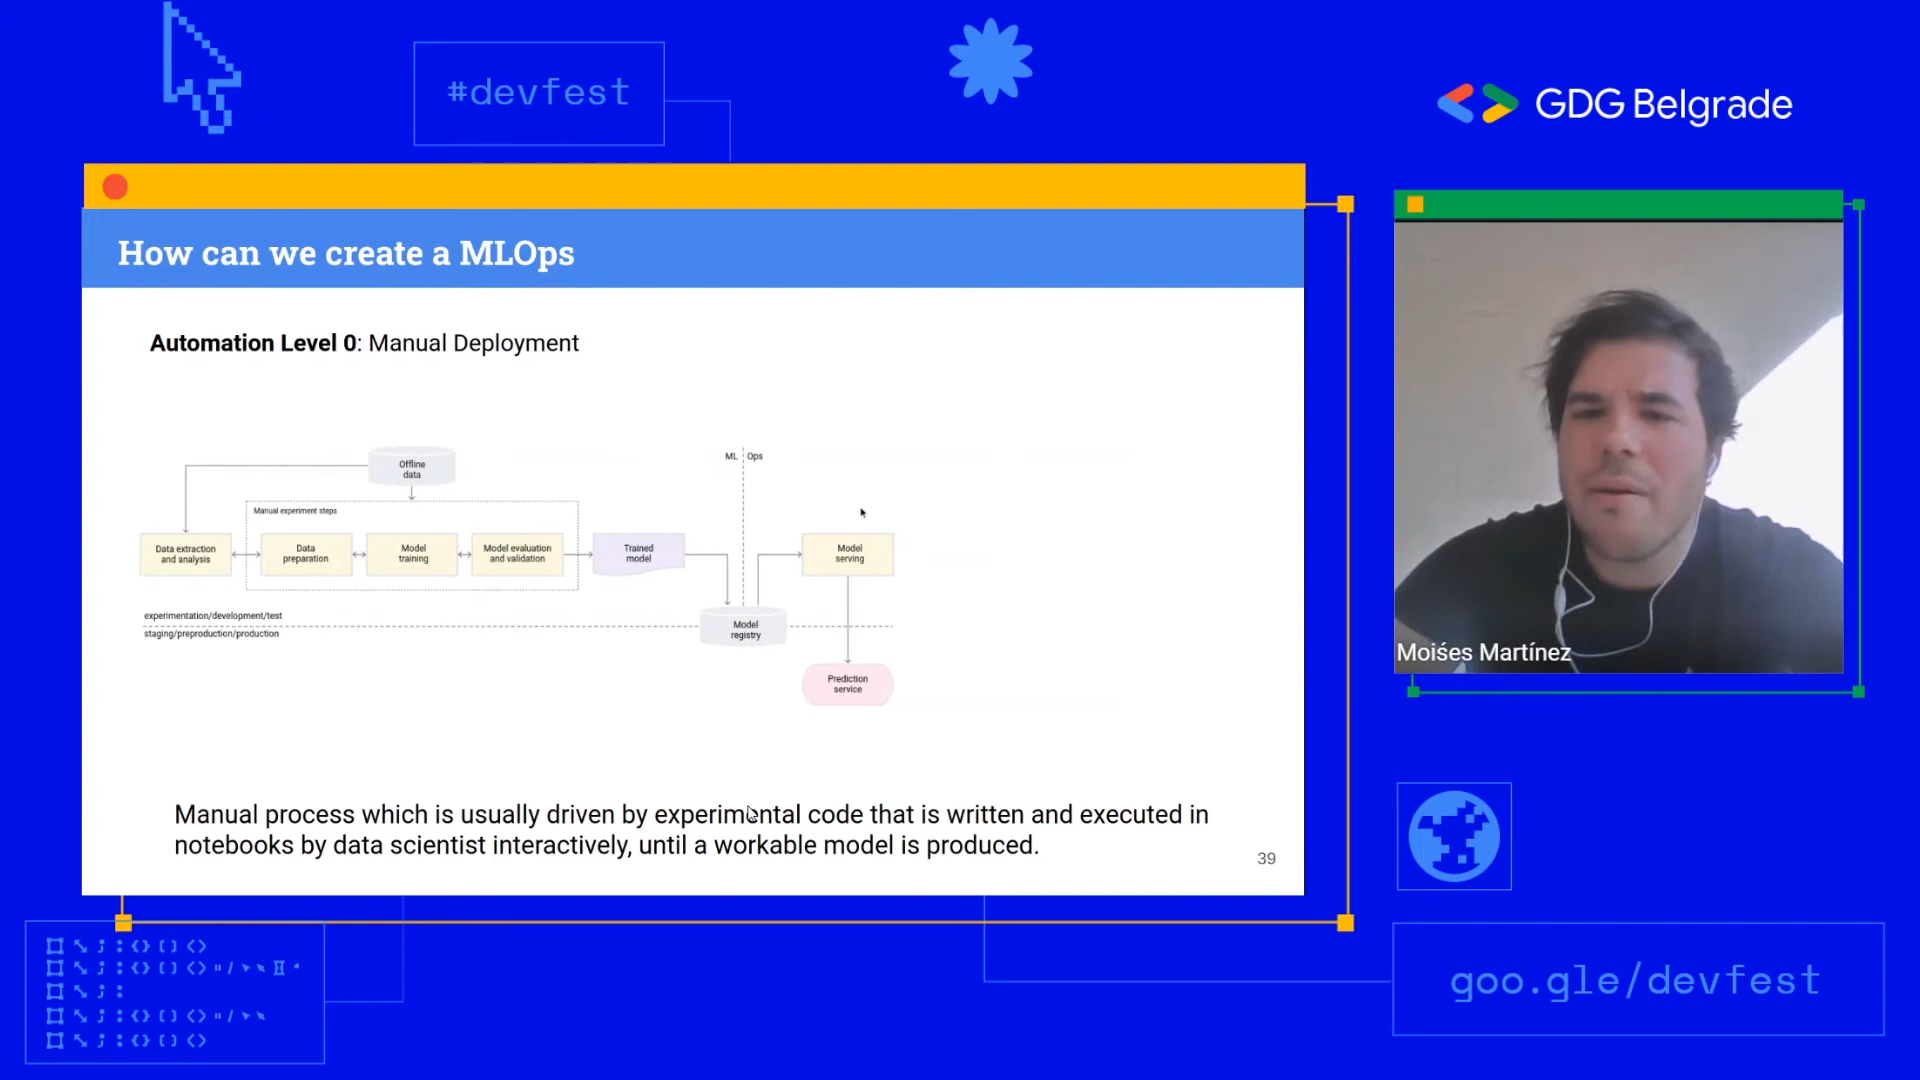 #devfest
GDG Belgrade
How can we create a MLOps
Automation Level 0: Manual Deployment
Offline
data
ML
Ops
Manual experiment steps
Data extraction
and analysis
Data
preparation
Model
training
Model evaluation
and validation
Trained
model
Model
serving
experimentation/development/test
staging/preproduction/production
Model
registry
Prediction
service
Manual process which is usually driven by experimental code that is written and executed in
notebooks by data scientist interactively, until a workable model is produced.
39
Moiśes Martínez
goo.gle/devfest